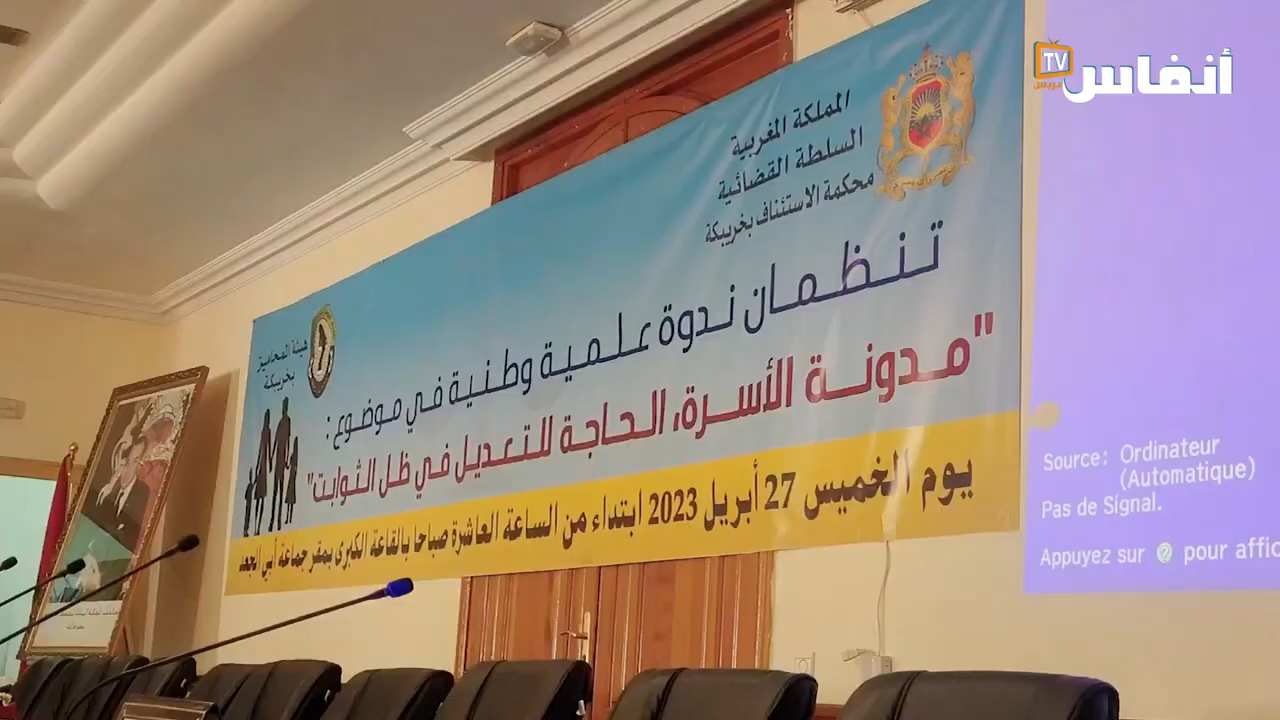 TV
أنفاس
بريس
المملكة المغربية
السلطة القضائية
محكمة الاستئناف بخريبكة
هيئة المحامين
بخريبكة
تنظمان ندوة علمية وطنية في موضوع :
"مدونة الأسرة، الحاجة للتعديل في ظل الثوابت"
يوم الخميس 27 أبريل 2023 ابتداء من الساعة العاشرة صباحا بالقاعة الكبرى بمقر جماعة أبي الجعد
Source: Ordinateur
(Automatique)
Pas de Signal.
Appuyez sur ? pour affic